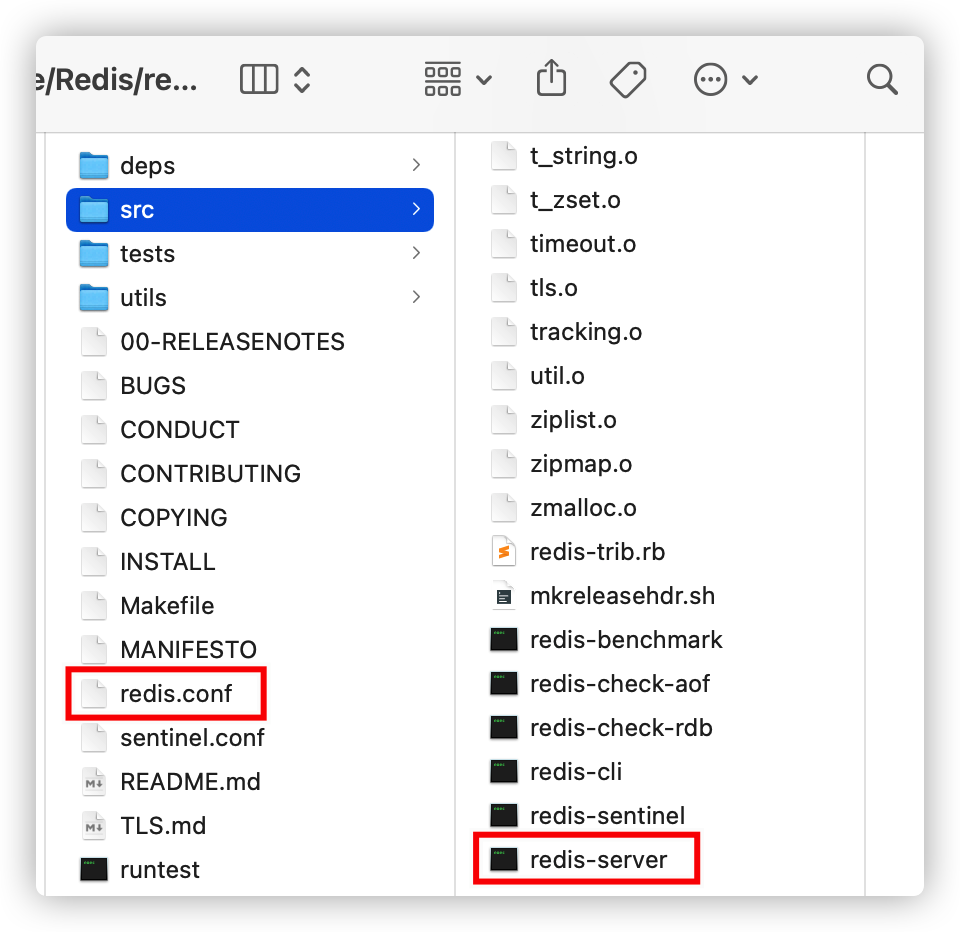 e/Redis/re...
deps
src
tests
utils
00-RELEASENOTES
BUGS
CONDUCT
CONTRIBUTING
COPYING
INSTALL
Makefile
MANIFESTO
redis.conf
sentinel.conf
README.md
TLS.md
runtest
t_string.o
t_zset.o
timeout.o
tls.o
tracking.o
util.o
ziplist.o
zipmap.o
zmalloc.o
redis-trib.rb
mkreleasehdr.sh
redis-benchmark
redis-check-aof
redis-check-rdb
redis-cli
redis-sentinel
redis-server